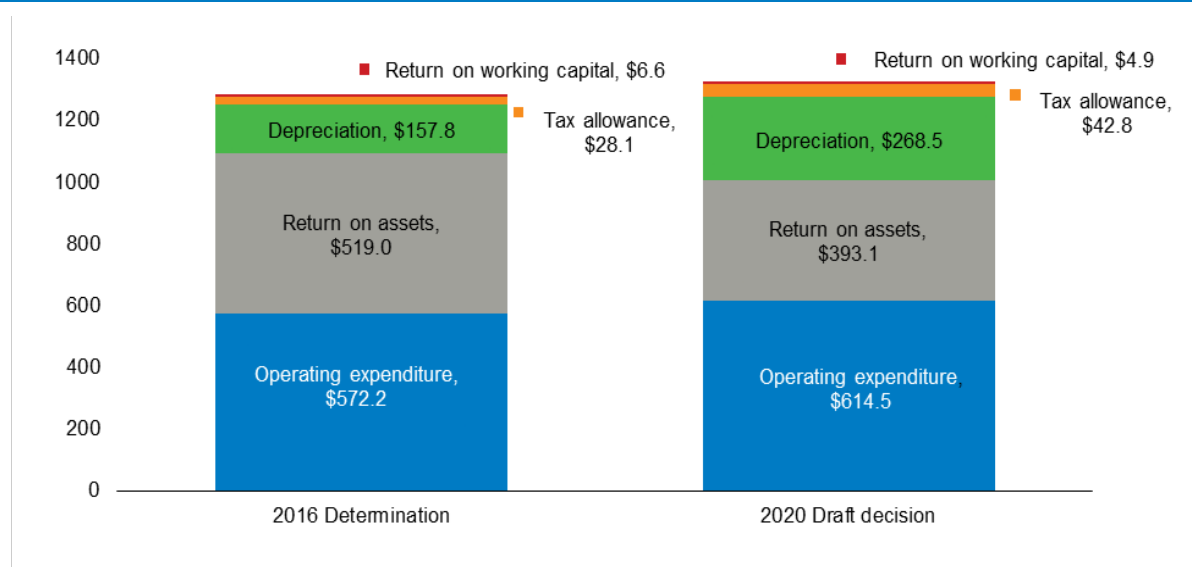 1400
1200
1000
800
600
400
200
0
Return on working capital, $6.6
Tax allowance,
$28.1
Depreciation, $157.8
Return on assets,
$519.0
Operating expenditure,
$572.2
2016 Determination
Return on working capital, $4.9
Tax allowance,
$42.8
Depreciation, $268.5
Return on assets,
$393.1
Operating expenditure,
$614.5
2020 Draft decision